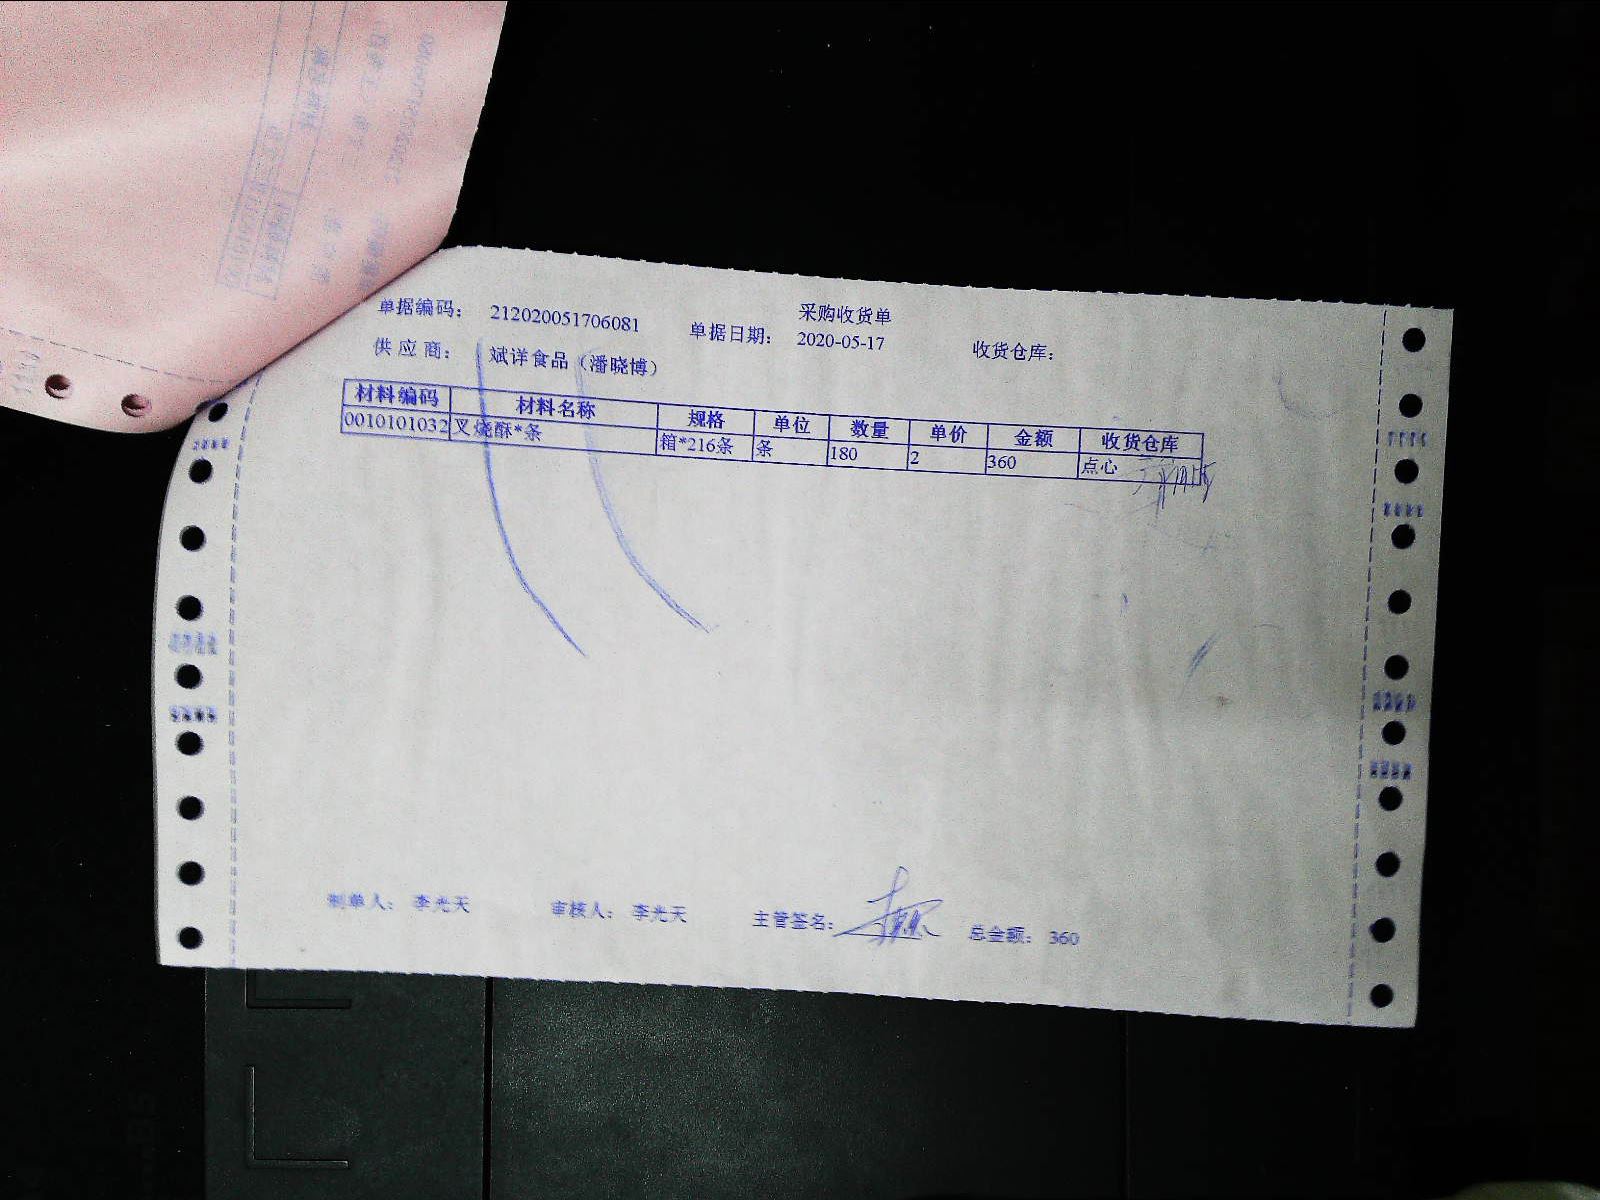 采购收货单
单据编码： 212020051706081 单据日期： 2020-05-17 收货仓库：
供 应 商： 斌洋食品（潘晓博）
材料编码 材料名称 规格 单位 数量 单价 金额 收货仓库
0010101032 叉烧酥*条 箱*216条 条 180 2 360 点心
制单人： 李光天 审核人： 李光天 主管签名： 总金额： 360